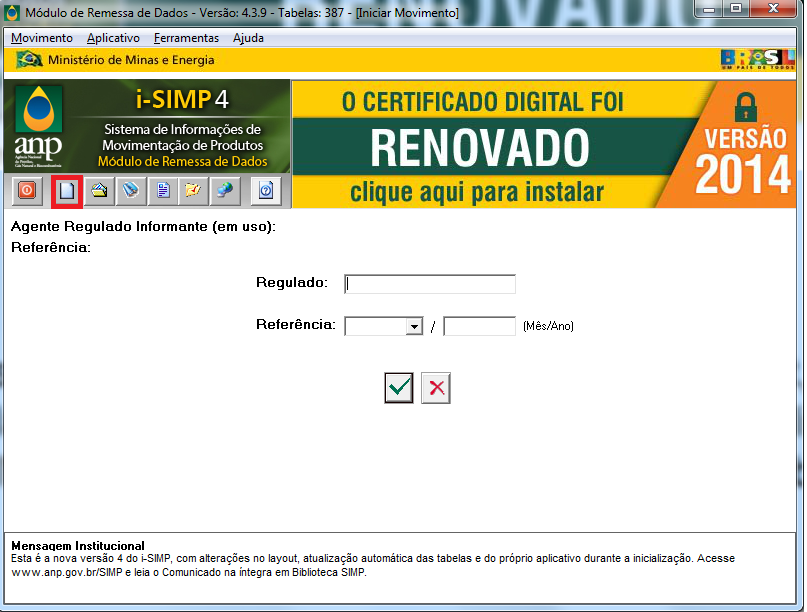 Módulo de Remessa de Dados - Versão: 4.3.9 - Tabelas: 387 - [Iniciar Movimento]
Movimento Aplicativo Ferramentas Ajuda
Ministério de Minas e Energia
BRASIL
UM PAÍS DE TODOS
i-SIMP4
Sistema de Informações de
Movimentação de Produtos
Módulo de Remessa de Dados
anp
Agência Nacional
do Petróleo,
Gás Natural e Biocombustíveis
O CERTIFICADO DIGITAL FOI
RENOVADO
clique aqui para instalar
VERSÃO
2014
Agente Regulado Informante (em uso):
Referência:
Regulado:
Referência: / (Mês/Ano)
Mensagem Institucional
Esta é a nova versão 4 do i-SIMP, com alterações no layout, atualização automática das tabelas e do próprio aplicativo durante a inicialização. Acesse
www.anp.gov.br/SIMP e leia o Comunicado na íntegra em Biblioteca SIMP.